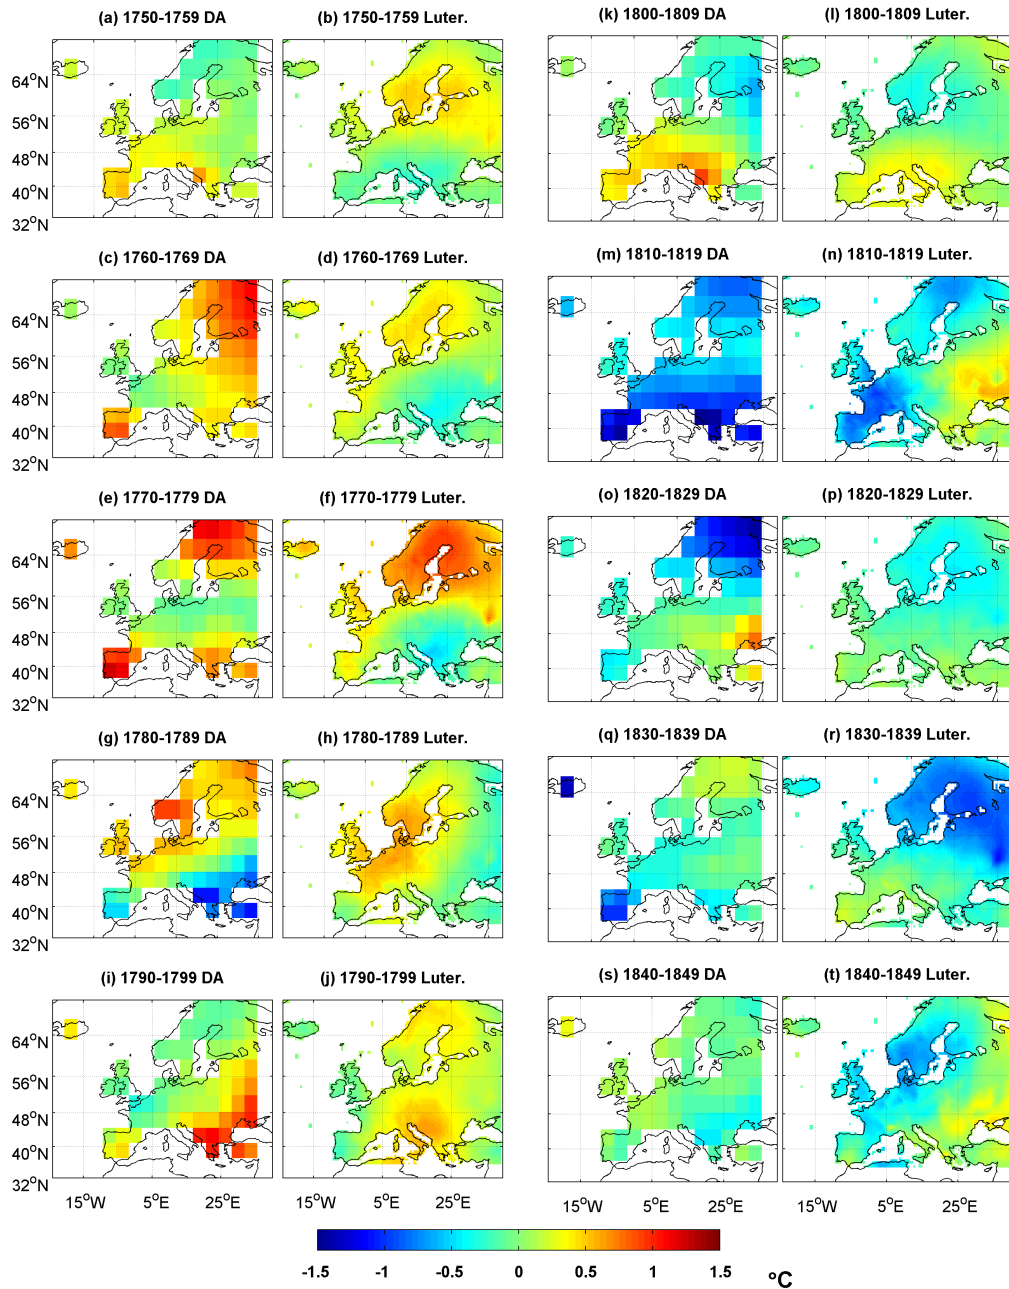 (a) 1750-1759 DA
(b) 1750-1759 Luter.
64°N
56°N
48°N
40°N
32°N
(c) 1760-1769 DA
(d) 1760-1769 Luter.
64°N
56°N
48°N
40°N
32°N
(e) 1770-1779 DA
(f) 1770-1779 Luter.
64°N
56°N
48°N
40°N
32°N
(g) 1780-1789 DA
(h) 1780-1789 Luter.
64°N
56°N
48°N
40°N
32°N
(i) 1790-1799 DA
(j) 1790-1799 Luter.
64°N
56°N
48°N
40°N
32°N
15°W 5°E 25°E
15°W 5°E 25°E
(k) 1800-1809 DA
(l) 1800-1809 Luter.
(m) 1810-1819 DA
(n) 1810-1819 Luter.
(o) 1820-1829 DA
(p) 1820-1829 Luter.
(q) 1830-1839 DA
(r) 1830-1839 Luter.
(s) 1840-1849 DA
(t) 1840-1849 Luter.
15°W 5°E 25°E
15°W 5°E 25°E
-1.5 -1 -0.5 0 0.5 1 1.5
°C